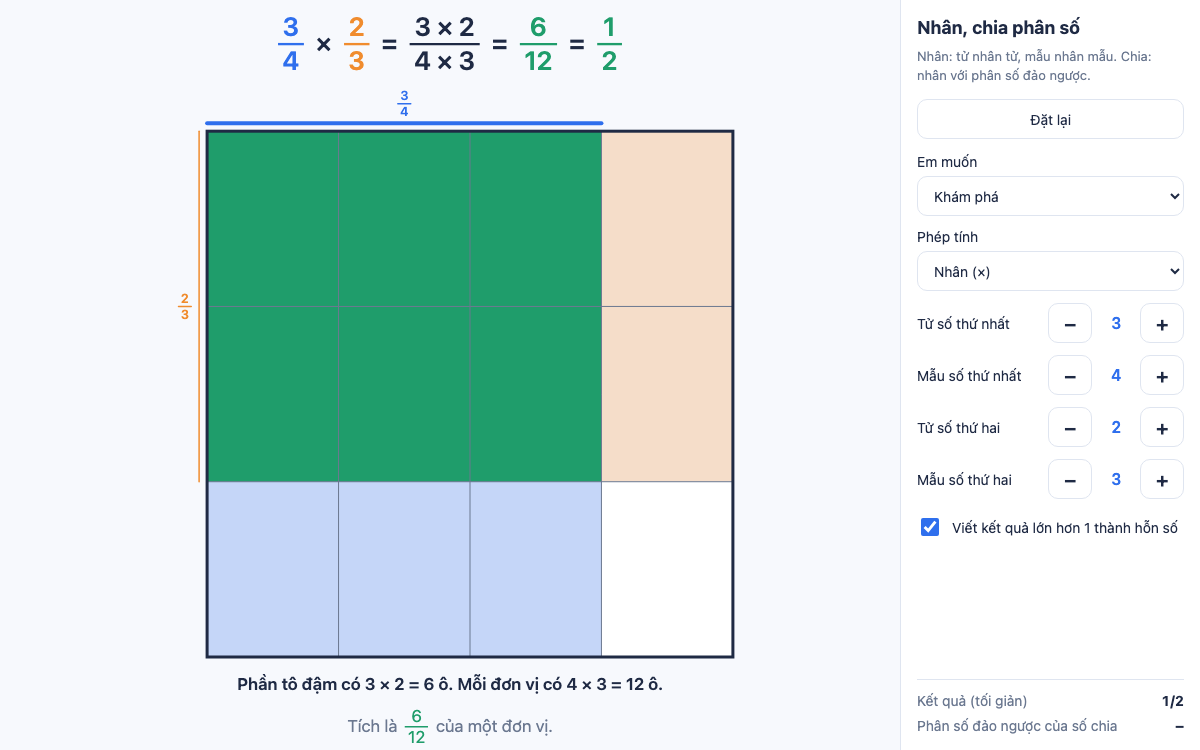 3/4 × 2/3 = 3 × 2/4 × 3 = 6/12 = 1/2
3/4
2/3
Phần tô đậm có 3 × 2 = 6 ô. Mỗi đơn vị có 4 × 3 = 12 ô.
Tích là 6/12 của một đơn vị.
Nhân, chia phân số
Nhân: tử nhân tử, mẫu nhân mẫu. Chia:
nhân với phân số đảo ngược.
Đặt lại
Em muốn
Khám phá
Phép tính
Nhân (×)
Tử số thứ nhất − 3 +
Mẫu số thứ nhất − 4 +
Tử số thứ hai − 2 +
Mẫu số thứ hai − 3 +
Viết kết quả lớn hơn 1 thành hỗn số
Kết quả (tối giản) 1/2
Phân số đảo ngược của số chia –